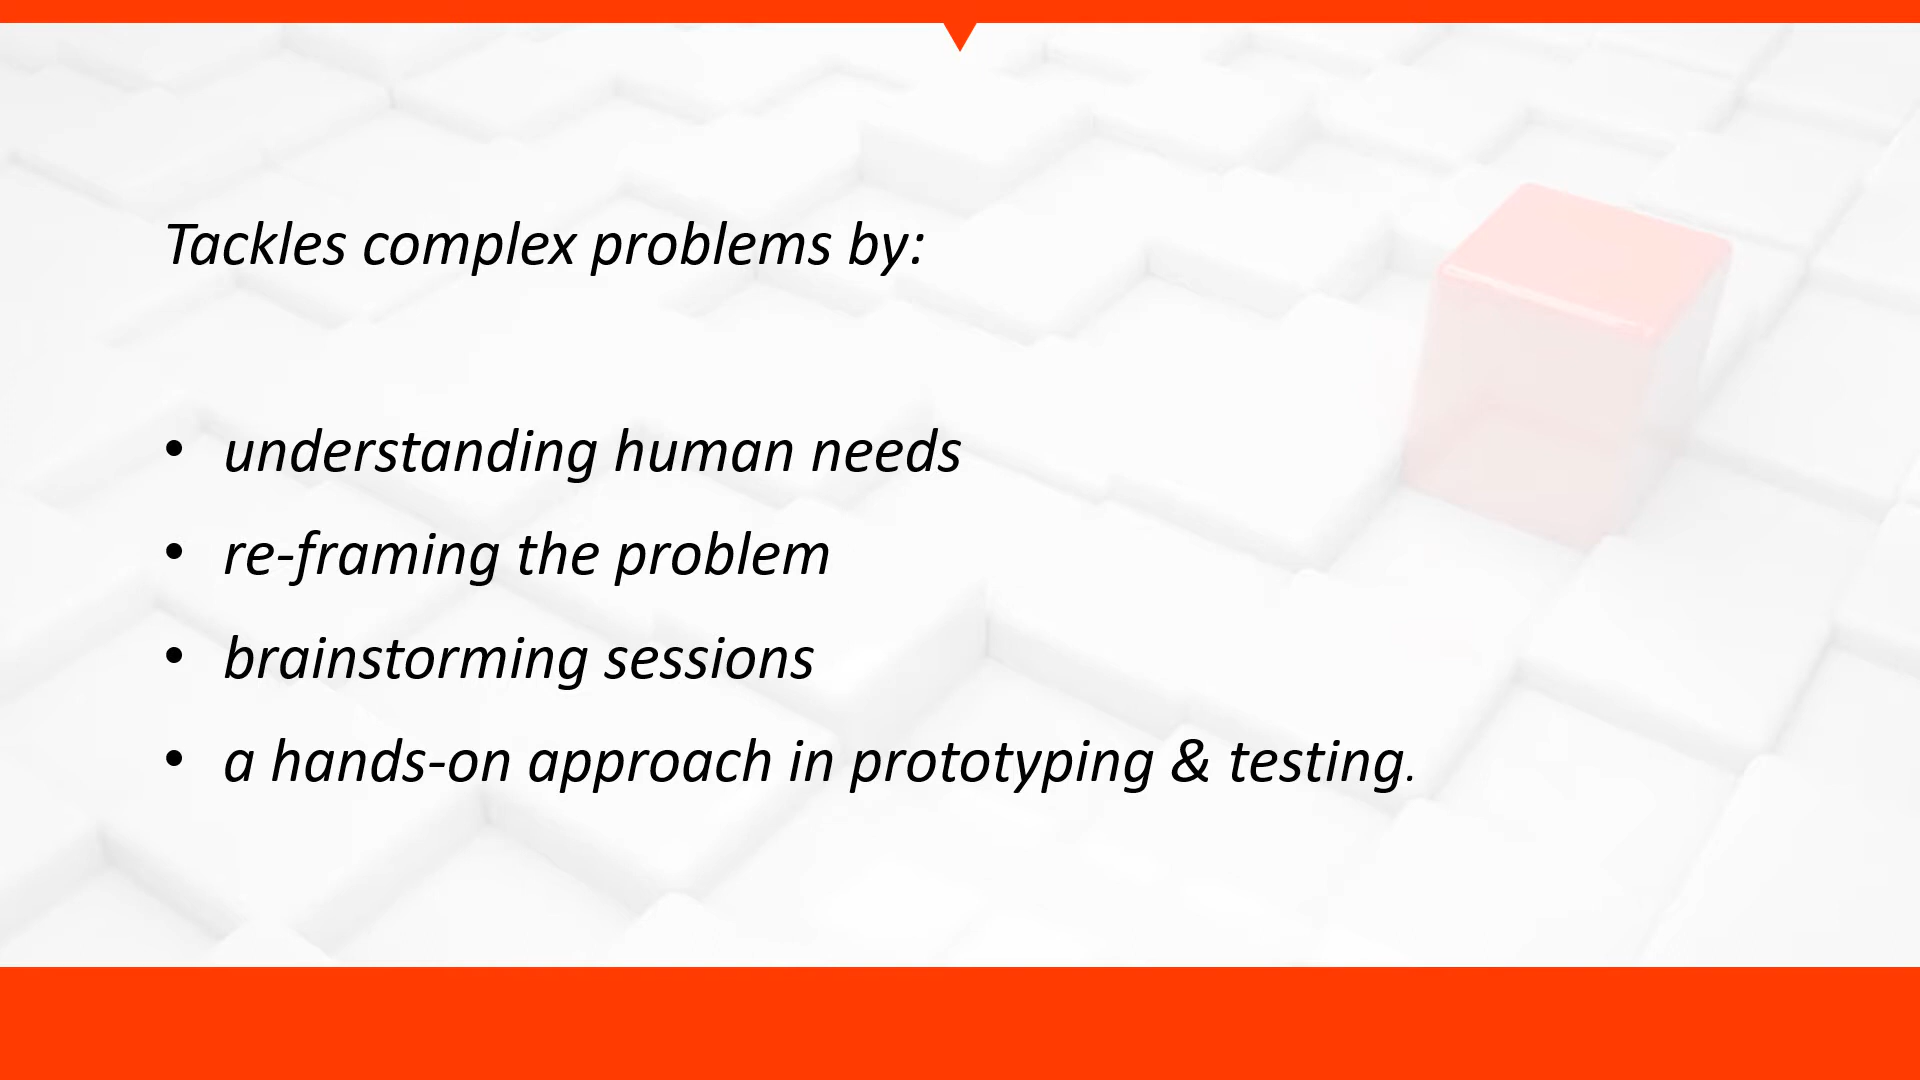 Tackles complex problems by:
• understanding human needs
• re-framing the problem
• brainstorming sessions
• a hands-on approach in prototyping & testing.